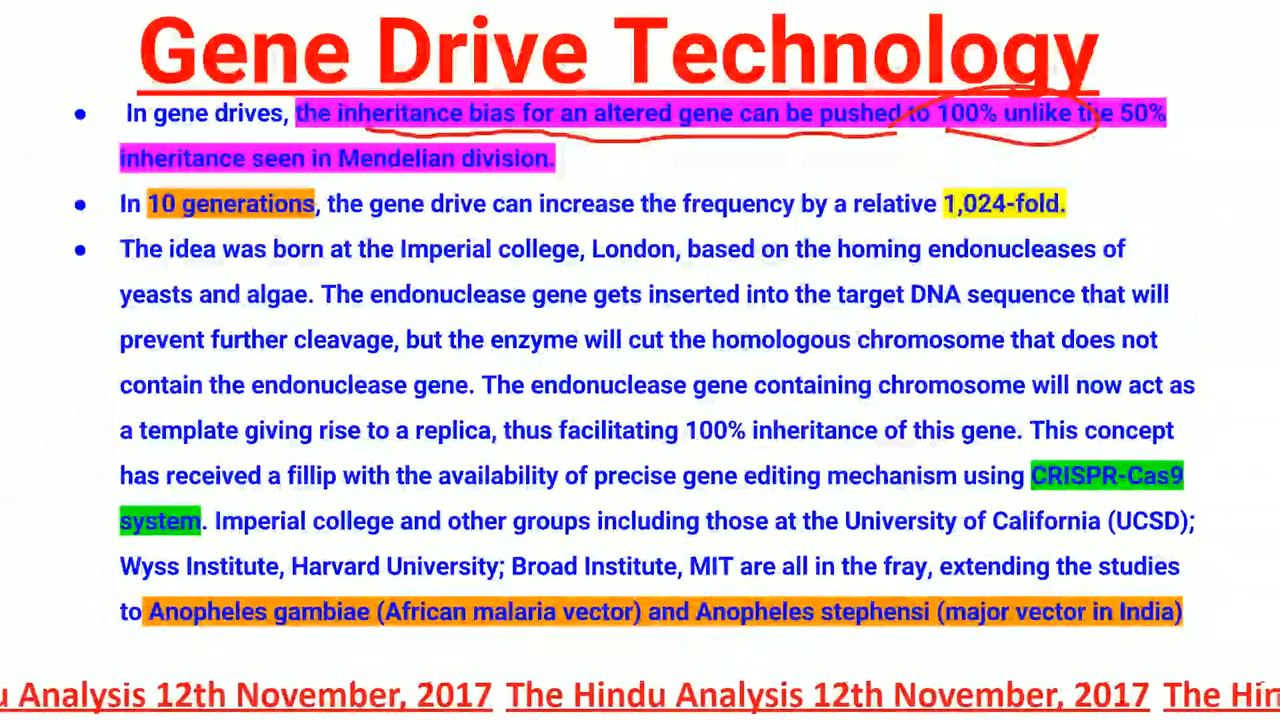 Gene Drive Technology
• In gene drives, the inheritance bias for an altered gene can be pushed to 100% unlike the 50%
inheritance seen in Mendelian division.
• In 10 generations, the gene drive can increase the frequency by a relative 1,024-fold.
• The idea was born at the Imperial college, London, based on the homing endonucleases of
yeasts and algae. The endonuclease gene gets inserted into the target DNA sequence that will
prevent further cleavage, but the enzyme will cut the homologous chromosome that does not
contain the endonuclease gene. The endonuclease gene containing chromosome will now act as
a template giving rise to a replica, thus facilitating 100% inheritance of this gene. This concept
has received a fillip with the availability of precise gene editing mechanism using CRISPR-Cas9
system. Imperial college and other groups including those at the University of California (UCSD);
Wyss Institute, Harvard University; Broad Institute, MIT are all in the fray, extending the studies
to Anopheles gambiae (African malaria vector) and Anopheles stephensi (major vector in India)
u Analysis 12th November, 2017 The Hindu Analysis 12th November, 2017 The Hin